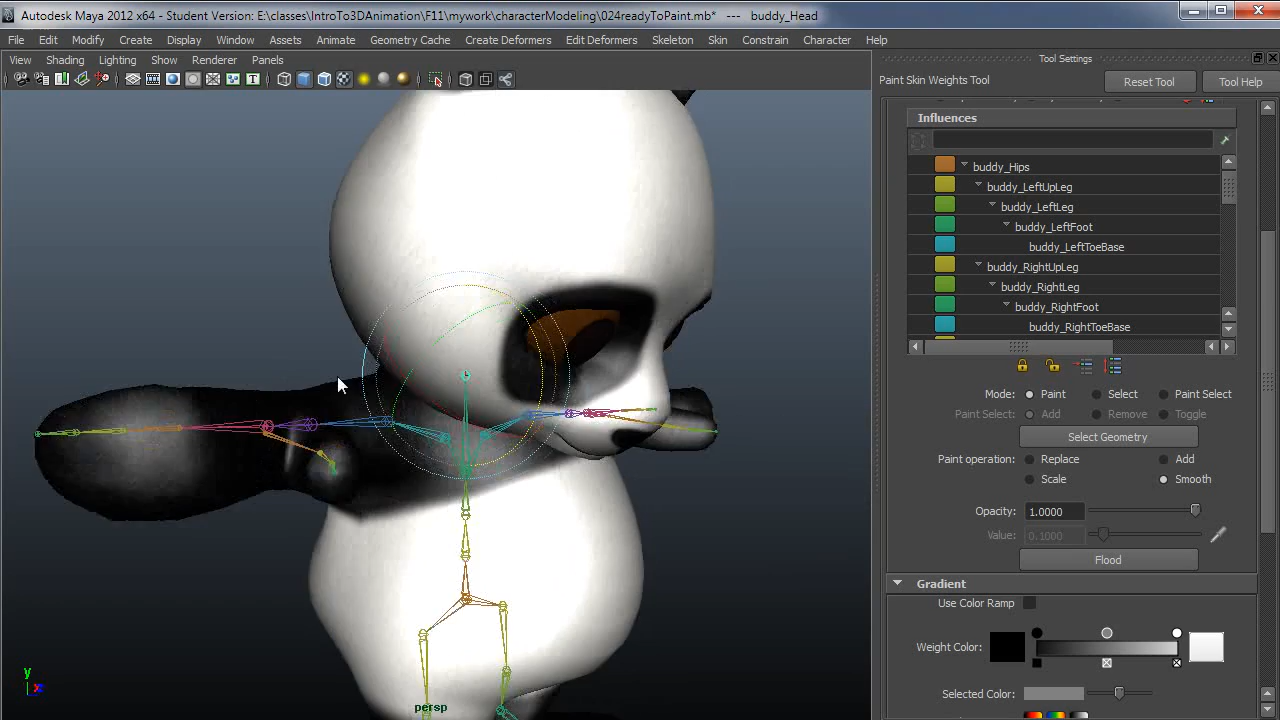 Autodesk Maya 2012 x64 - Student Version: E:\classes\IntroTo3DAnimation\F11\mywork\characterModeling\024readyToPaint.mb* --- buddy_Head
File Edit Modify Create Display Window Assets Animate Geometry Cache Create Deformers Edit Deformers Skeleton Skin Constrain Character Help
View Shading Lighting Show Renderer Panels
Tool Settings
Paint Skin Weights Tool
Reset Tool
Tool Help
Influences
buddy_Hips
buddy_LeftUpLeg
buddy_LeftLeg
buddy_LeftFoot
buddy_LeftToeBase
buddy_RightUpLeg
buddy_RightLeg
buddy_RightFoot
buddy_RightToeBase
Mode: Paint Select Paint Select
Paint Select: Add Remove Toggle
Select Geometry
Paint operation: Replace Add
Scale Smooth
Opacity: 1.0000
Value: 0.1000
Flood
Gradient
Use Color Ramp
Weight Color:
Selected Color:
y
x
persp